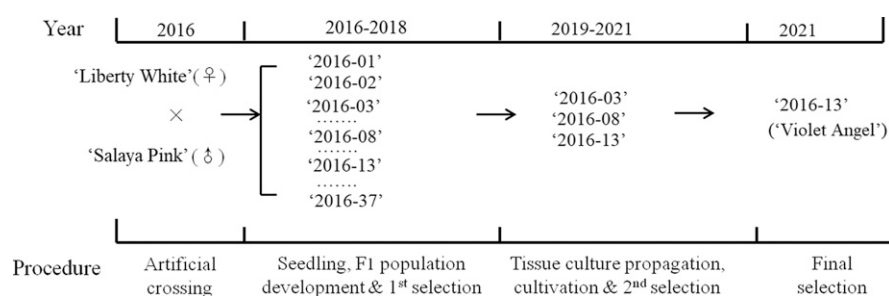 Year 2016 2016-2018 2019-2021 2021
‘2016-01’
‘Liberty White’(♀) ‘2016-02’
‘2016-03’ ‘2016-03’ ‘2016-13’
× ....... ‘2016-08’ (‘Violet Angel’)
‘2016-08’ ‘2016-13’
.......
‘Salaya Pink’(♂) ‘2016-13’
.......
‘2016-37’
Procedure Artificial Seedling, F1 population Tissue culture propagation, Final
crossing development & 1st selection cultivation & 2nd selection selection